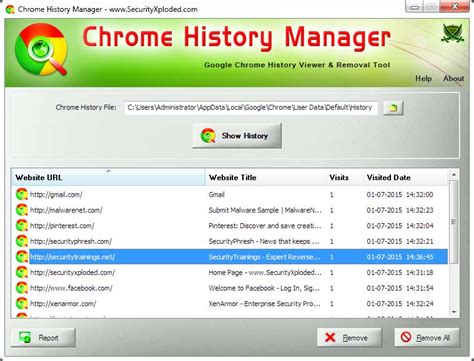 Chrome History Manager - www.SecurityXploded.com
Chrome History Manager
Google Chrome History Viewer & Removal Tool
Help About
Chrome History File: C:\Users\Administrator\AppData\Local\Google\Chrome\User Data\Default\History
Show History
Website URL Website Title Visits Visited Date
http://gmail.com/ Gmail 1 01-07-2015 14:32:00
http://malwarenet.com/ Submit Malware Sample | MalwareN... 1 01-07-2015 14:32:03
http://pinterest.com/ Pinterest: Discover and save creati... 1 01-07-2015 14:32:13
http://securityphresh.com/ SecurityPhresh - News that keeps ... 1 01-07-2015 14:32:23
http://securitytrainings.net/ SecurityTrainings - Expert Reverse... 1 01-07-2015 14:36:45
http://securityxploded.com/ Home Page - www.SecurityXploded... 1 01-07-2015 14:32:51
http://www.facebook.com/ Welcome to Facebook - Log In, Sig... 1 01-07-2015 14:31:54
http://xenarmor.com/ XenArmor - Enterprise Security Pro... 1 01-07-2015 14:31:57
Report Remove Remove All